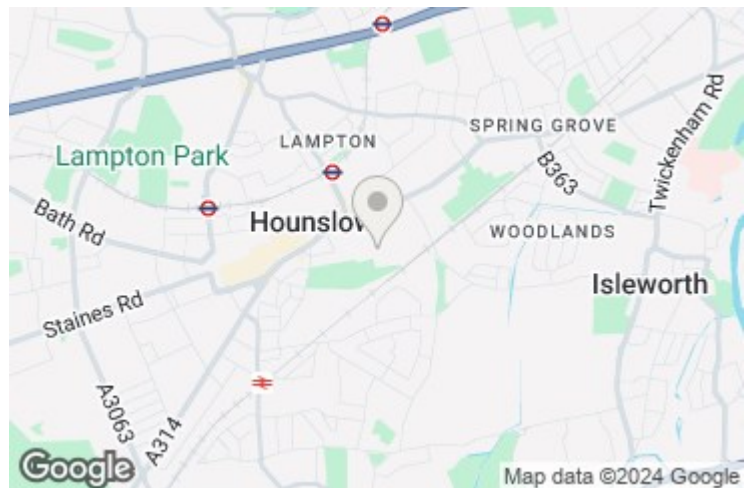 SPRING GROVE
LAMPTON
Lampton Park
B363
Twickenham Rd
Bath Rd
Hounslow
WOODLANDS
Isleworth
Staines Rd
A3063
A314
Google
Map data ©2024 Google